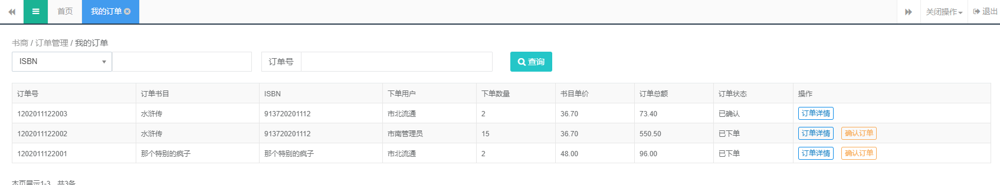 首页 我的订单 关闭操作 退出
书商 / 订单管理 / 我的订单
ISBN 订单号 查询
订单号 订单书目 ISBN 下单用户 下单数量 书目单价 订单总额 订单状态 操作
1202011122003 水浒传 913720201112 市北流通 2 36.70 73.40 已确认 订单详情
1202011122002 水浒传 913720201112 市南管理员 15 36.70 550.50 已下单 订单详情 确认订单
1202011122001 那个特别的疯子 那个特别的疯子 市北流通 2 48.00 96.00 已下单 订单详情 确认订单
本页展示1-3，共3条